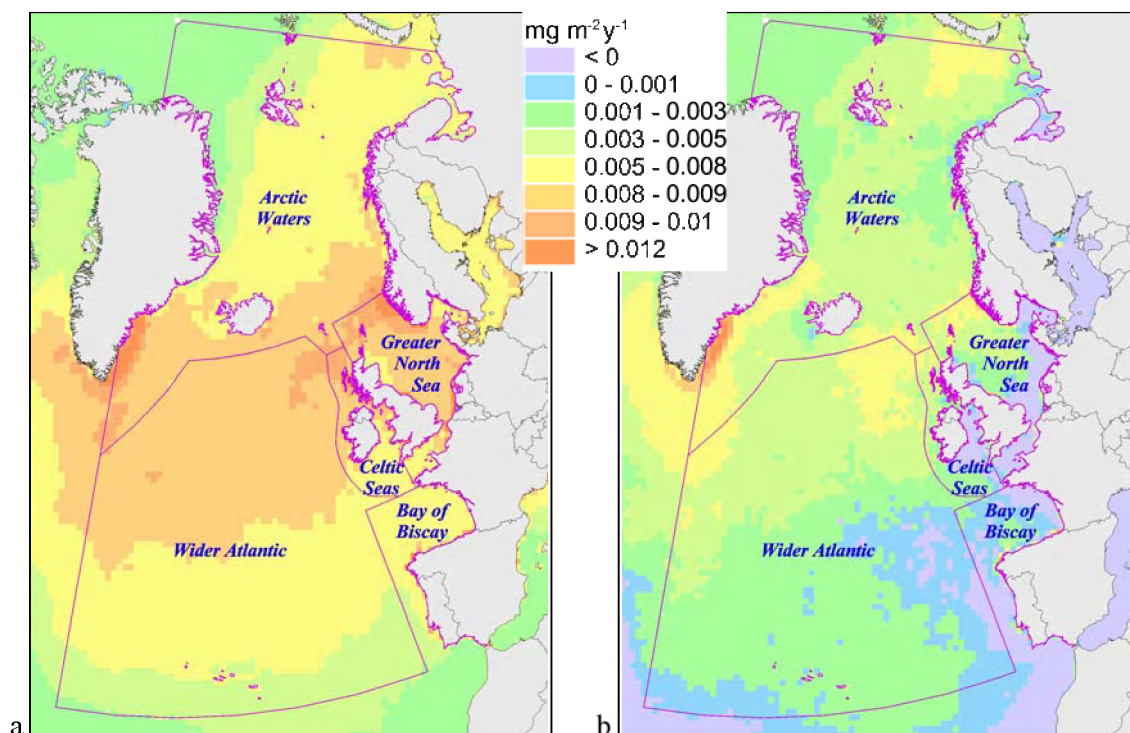 mg m-2y-1
< 0
0 - 0.001
0.001 - 0.003
0.003 - 0.005
0.005 - 0.008
0.008 - 0.009
0.009 - 0.01
> 0.012
Arctic
Waters
Greater
North
Sea
Celtic
Seas
Bay of
Biscay
Wider Atlantic
a
Arctic
Waters
Greater
North
Sea
Celtic
Seas
Bay of
Biscay
Wider Atlantic
b